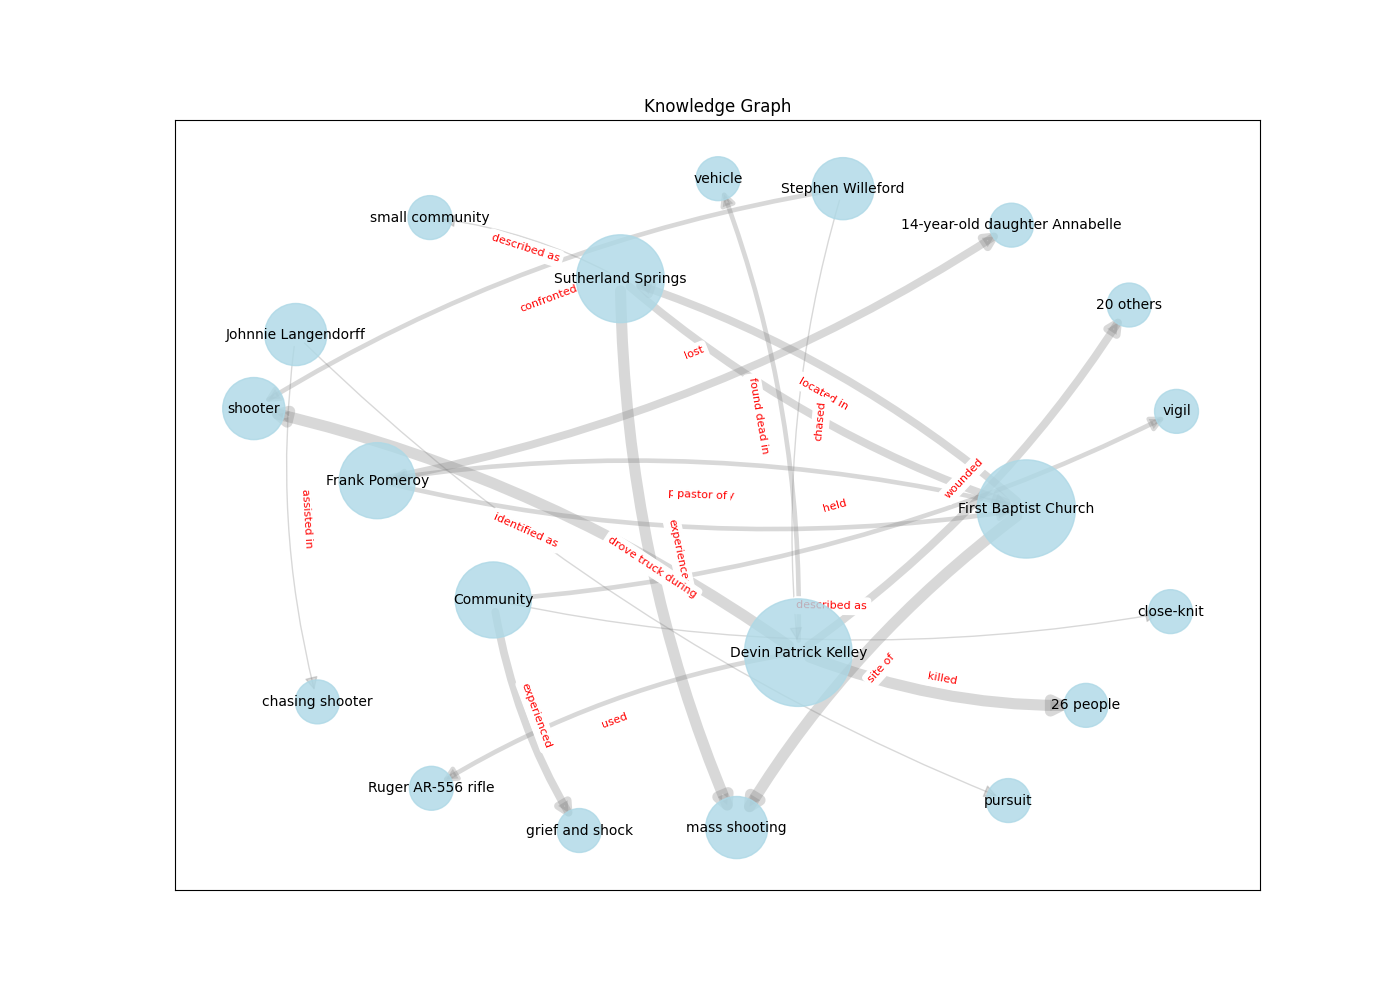 Knowledge Graph
vehicle
Stephen Willeford
small community
14-year-old daughter Annabelle
described as
Sutherland Springs
confronted
20 others
Johnnie Langendorff
lost
located in
shooter
found dead in
chased
vigil
Frank Pomeroy
wounded
pastor of
held
First Baptist Church
assisted in
identified as
experience
drove truck during
Community
described as
close-knit
Devin Patrick Kelley
site of
killed
chasing shooter
experienced
used
26 people
Ruger AR-556 rifle
grief and shock
mass shooting
pursuit